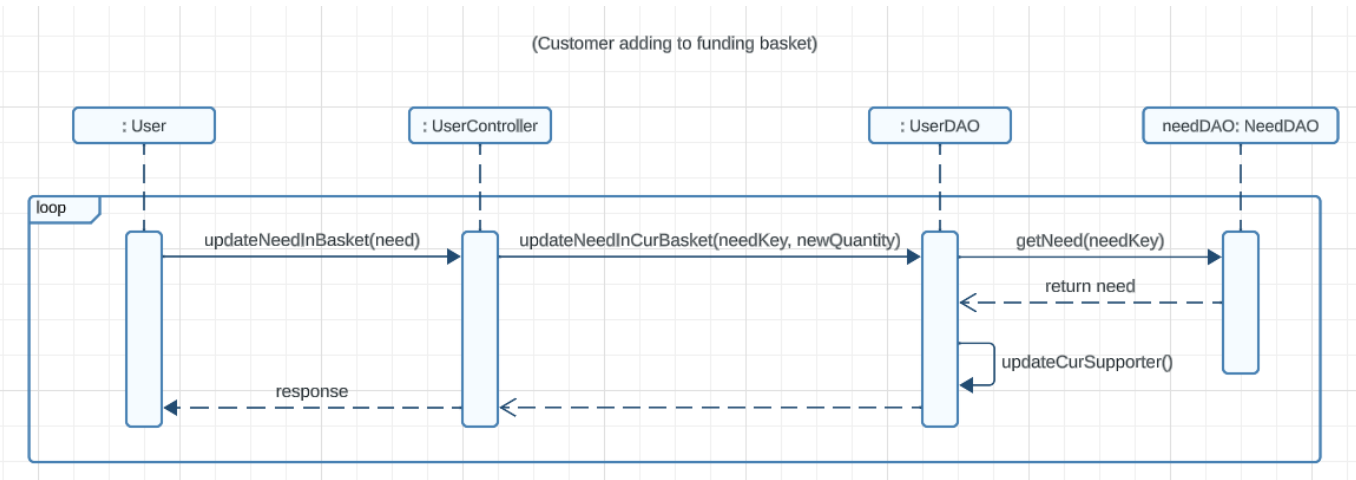 (Customer adding to funding basket)
: User
: UserController
: UserDAO
needDAO: NeedDAO
loop
updateNeedInBasket(need)
updateNeedInCurBasket(needKey, newQuantity)
getNeed(needKey)
return need
updateCurSupporter()
response